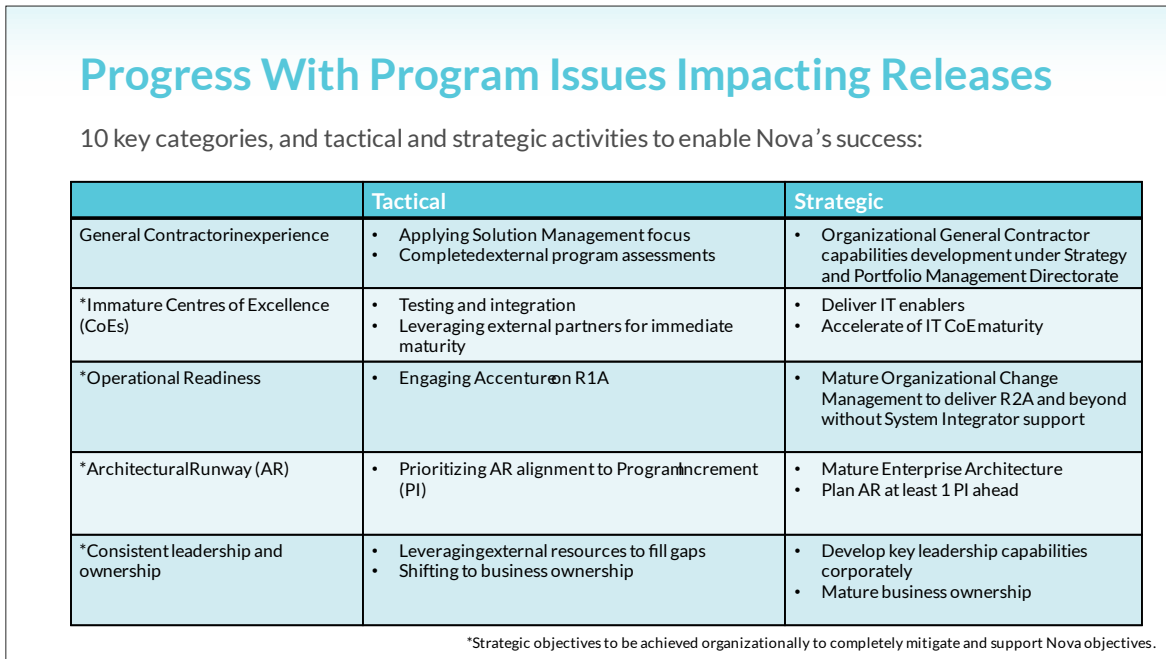 Progress With Program Issues Impacting Releases
10 key categories, and tactical and strategic activities to enable Nova's success:
Tactical
Strategic
General Contractorinexperience
• Applying Solution Management focus
• Completedexternal program assessments
• Organizational General Contractor
capabilities development under Strategy
and Portfolio Management Directorate
*Immature Centres of Excellence
(CoEs)
• Testing and integration
• Leveraging external partners for immediate
maturity
• Deliver IT enablers
• Accelerate of IT CoE maturity
*Operational Readiness
• Engaging Accentureon R1A
• Mature Organizational Change
Management to deliver R2A and beyond
without System Integrator support
*ArchitecturalRunway (AR)
• Prioritizing AR alignment to ProgramIncrement
(PI)
• Mature Enterprise Architecture
• Plan AR at least 1 PI ahead
*Consistent leadership and
ownership
• Leveragingexternal resources to fill gaps
• Shifting to business ownership
• Develop key leadership capabilities
corporately
• Mature business ownership
*Strategic objectives to be achieved organizationally to completely mitigate and support Nova objectives.